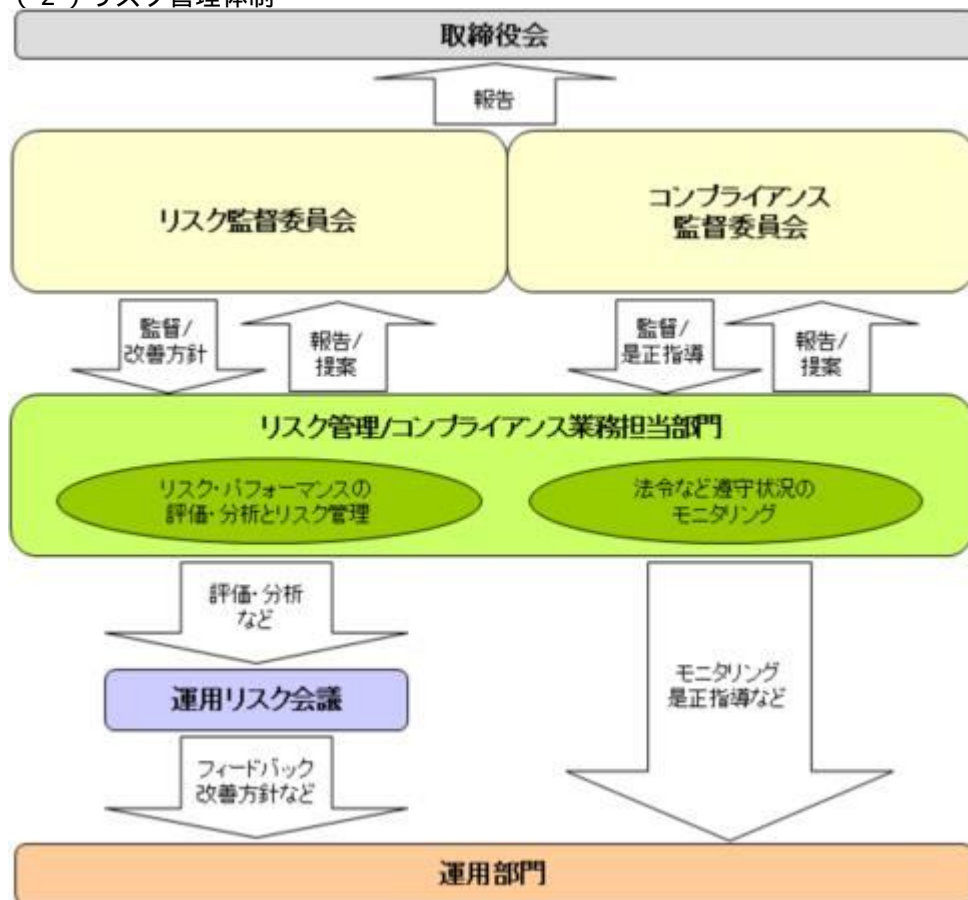 (２)リスク管理体制
取締役会
報告
リスク監督委員会
コンプライアンス
監督委員会
監督/
改善方針
報告/
提案
監督/
是正指導
報告/
提案
リスク管理/コンプライアンス業務担当部門
リスク・パフォーマンスの
評価・分析とリスク管理
法令など遵守状況の
モニタリング
評価・分析
など
運用リスク会議
モニタリング
是正指導など
フィードバック
改善方針など
運用部門